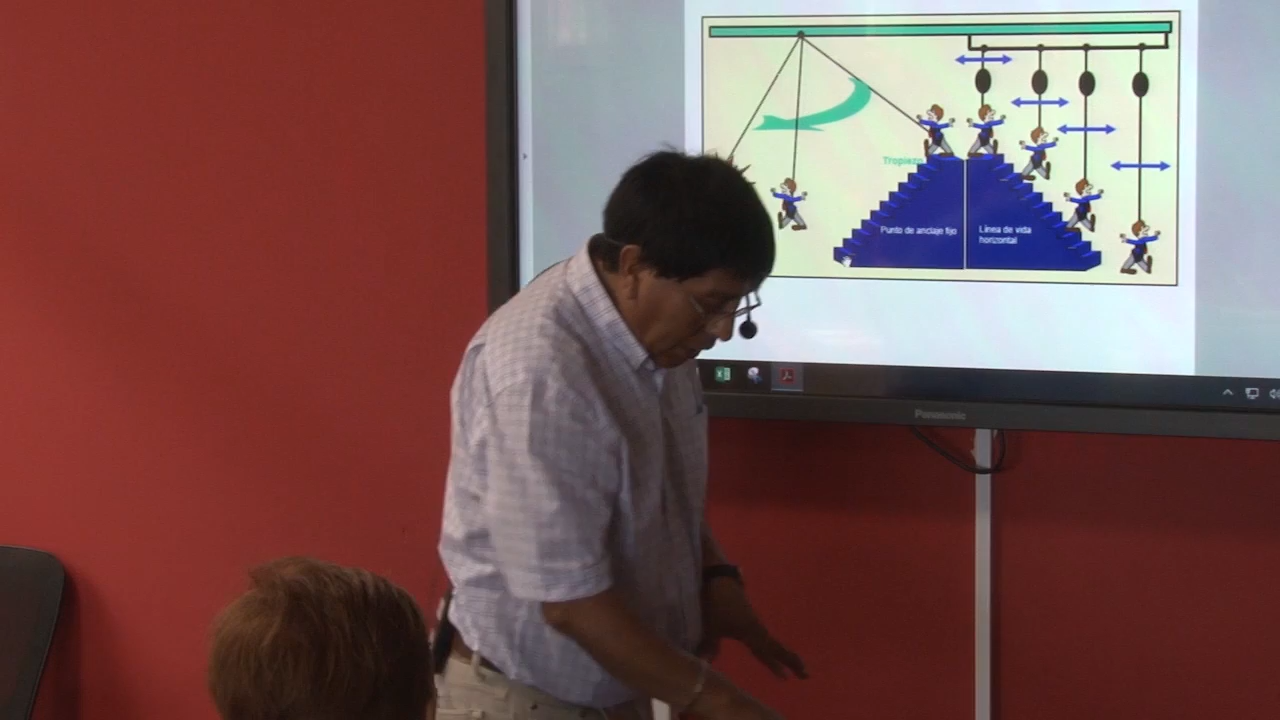 Tropiezo
Punto de anclaje fijo
Línea de vida
horizontal
Panasonic